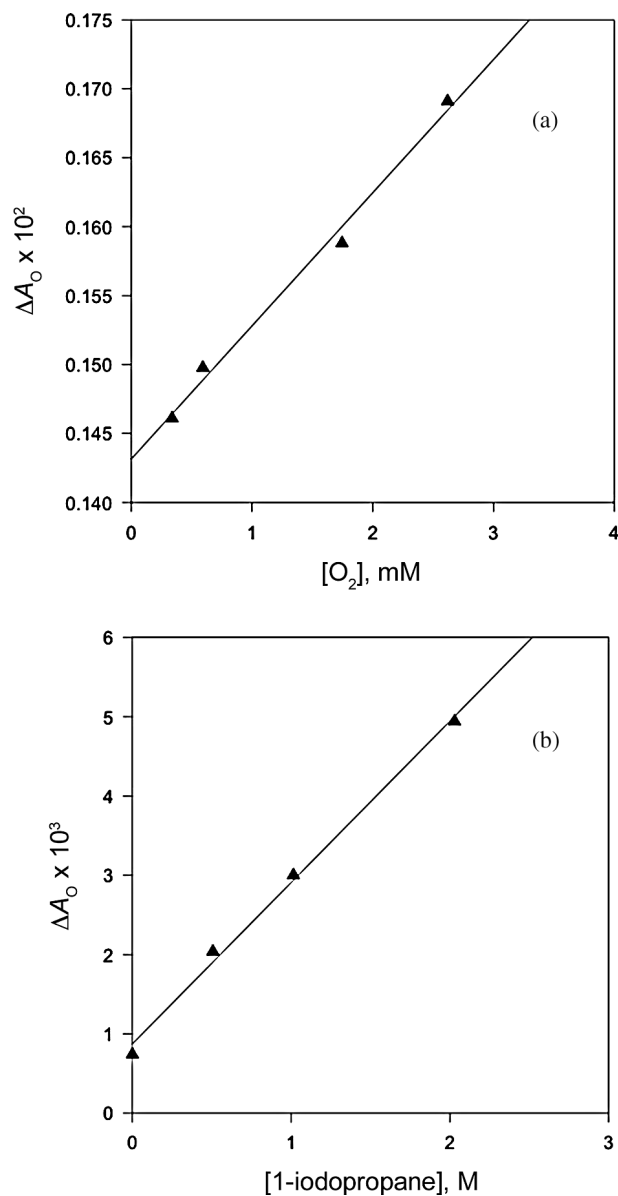 0.175
0.170
0.165
0.160
0.155
0.150
0.145
0.140
ΔA_O x 10²
(a)
0 1 2 3 4
[O₂], mM
6
5
4
3
2
1
0
ΔA_O x 10³
(b)
0 1 2 3
[1-iodopropane], M